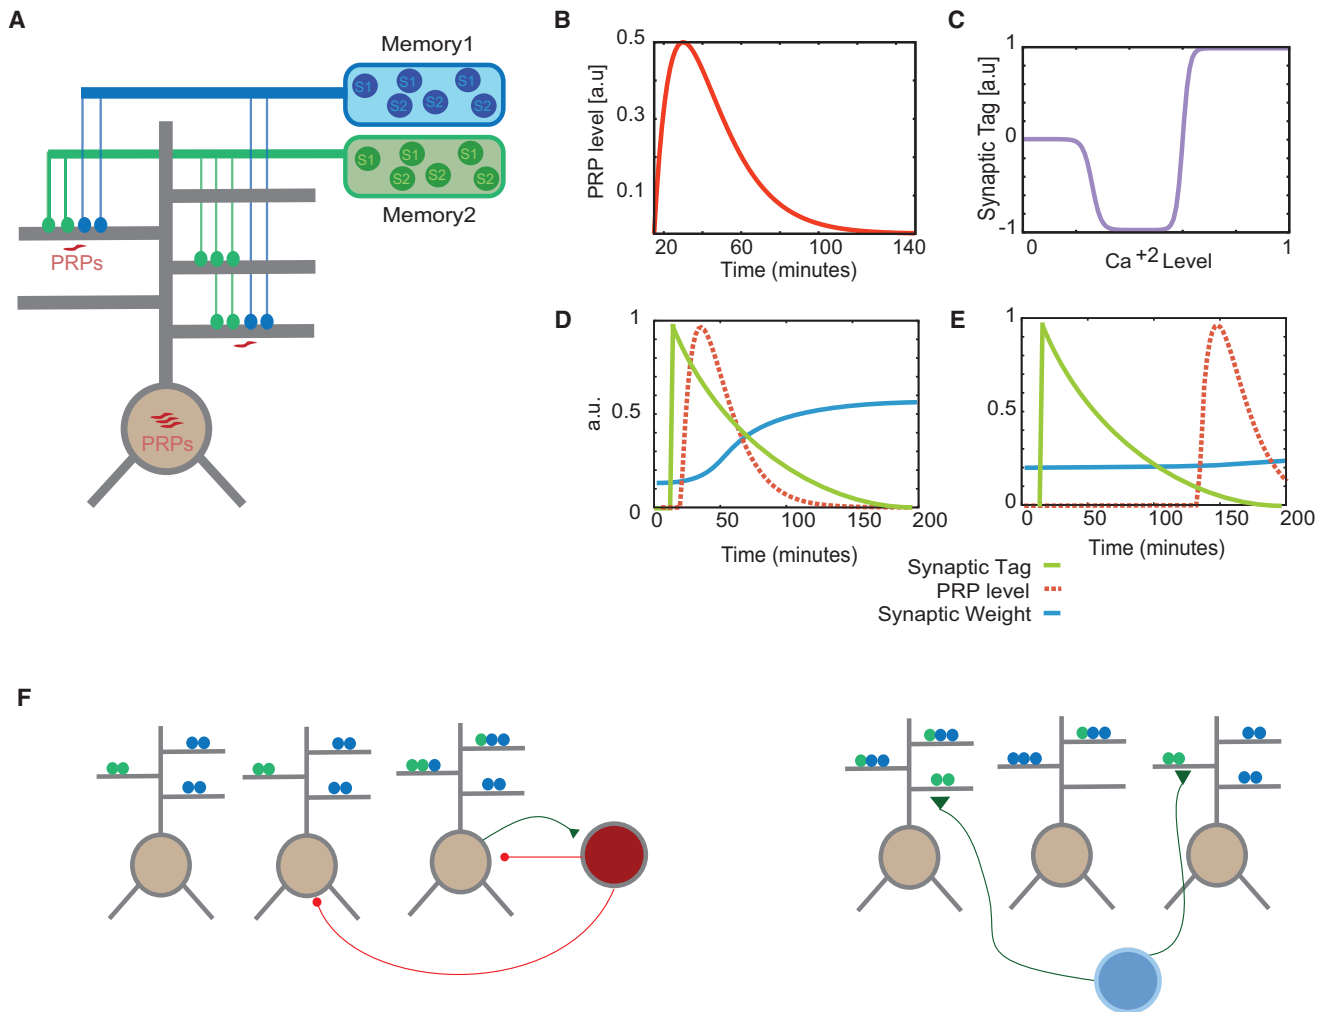 A
Memory1
S1 S1 S1
S2 S2 S2
S1 S1 S1
S2 S2 S2
Memory2
PRPs
PRPs
B
PRP level [a.u]
0.5
0.3
0.1
20 60 100 140
Time (minutes)
C
Synaptic Tag [a.u]
1
0
-1
0 1
Ca +2 Level
D
a.u.
1
0.5
0
0 50 100 150 200
Time (minutes)
E
1
0.5
0
0 50 100 150 200
Time (minutes)
Synaptic Tag
PRP level
Synaptic Weight
F